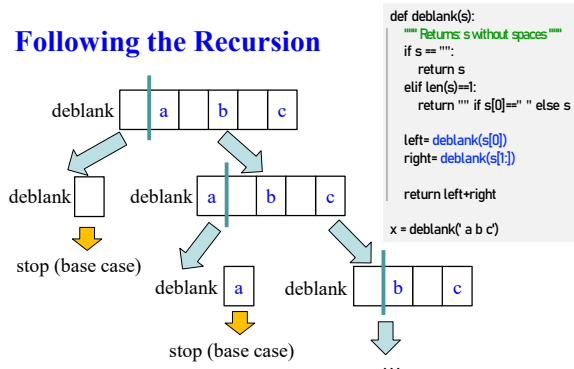 Following the Recursion
def deblank(s):
""" Returns: s without spaces """
if s == "":
return s
elif len(s)==1:
return "" if s[0]==" " else s
left= deblank(s[0])
right= deblank(s[1:])
return left+right
x = deblank(' a b c')
deblank a b c
deblank
deblank a b c
stop (base case)
deblank a
deblank b c
stop (base case)
...